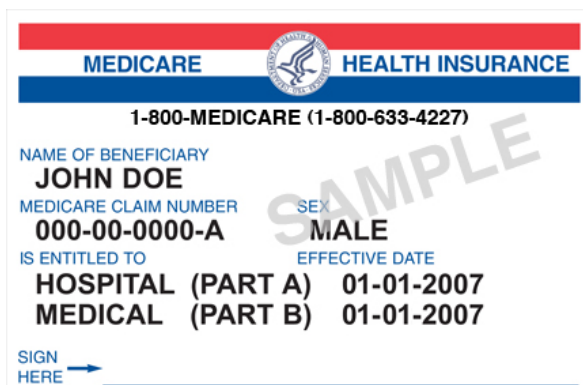 MEDICARE HEALTH INSURANCE
1-800-MEDICARE (1-800-633-4227)
NAME OF BENEFICIARY
JOHN DOE
MEDICARE CLAIM NUMBER SEX
000-00-0000-A MALE
IS ENTITLED TO EFFECTIVE DATE
HOSPITAL (PART A) 01-01-2007
MEDICAL (PART B) 01-01-2007
SIGN
HERE
SAMPLE